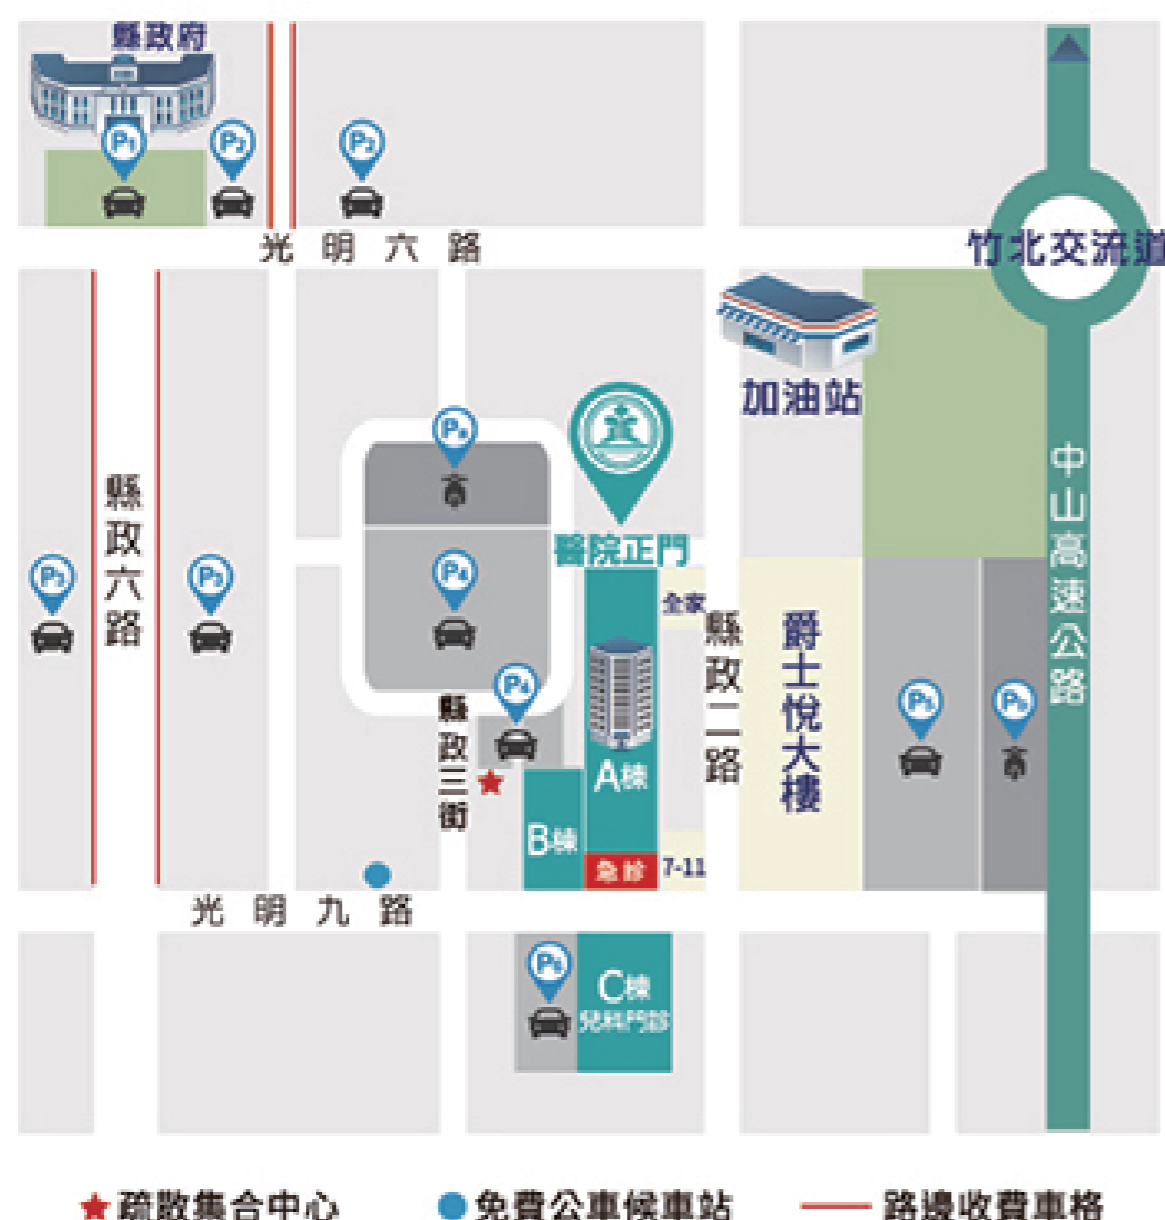 縣政府
P1
P2
P3
光明六路
竹北交流道
加油站
中山高速公路
縣政六路
P3
P3
P4
醫院正門
全家
縣政二路
爵士悅大樓
P4
縣政三街
A棟
B棟
急診
7-11
P5
光明九路
C棟
兒科門診
疏散集合中心
免費公車候車站
路邊收費車格